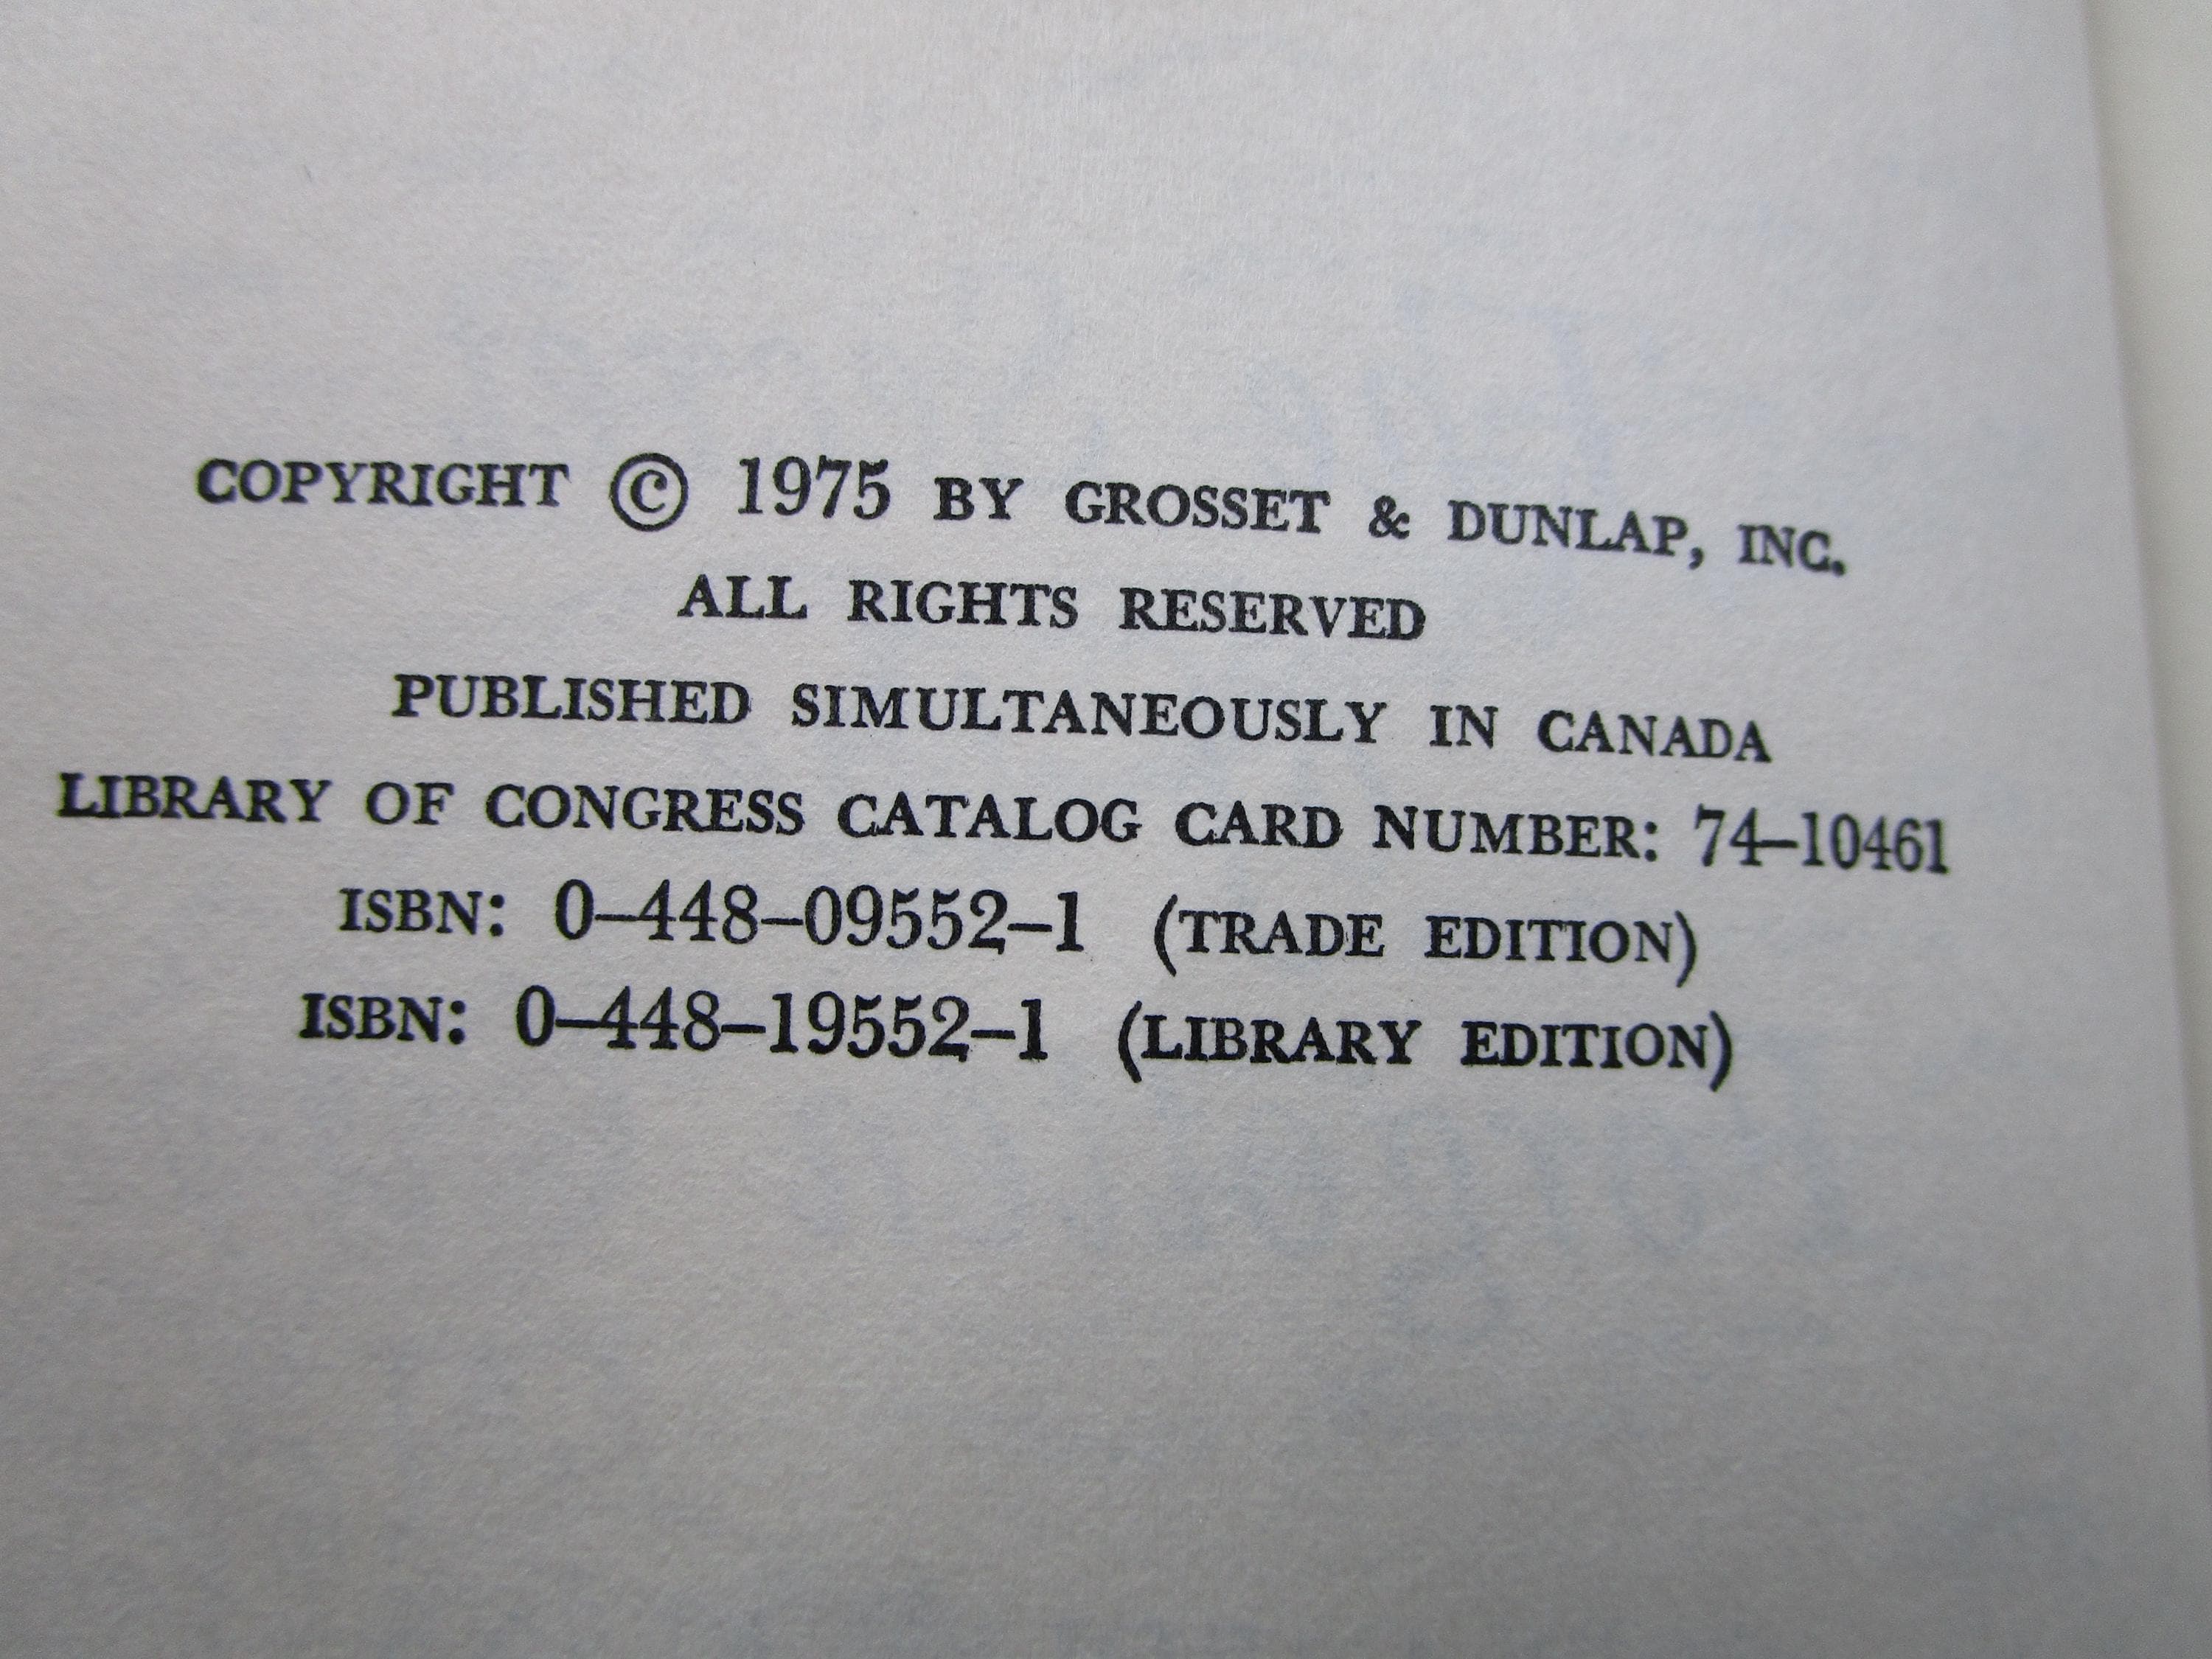 COPYRIGHT © 1975 BY GROSSET & DUNLAP, INC.
ALL RIGHTS RESERVED
PUBLISHED SIMULTANEOUSLY IN CANADA
LIBRARY OF CONGRESS CATALOG CARD NUMBER: 74–10461
ISBN: 0–448–09552–1 (TRADE EDITION)
ISBN: 0–448–19552–1 (LIBRARY EDITION)